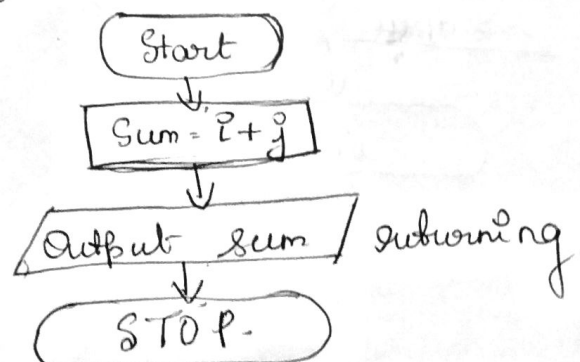 Start
Sum = i + j
Output sum returning
STOP.